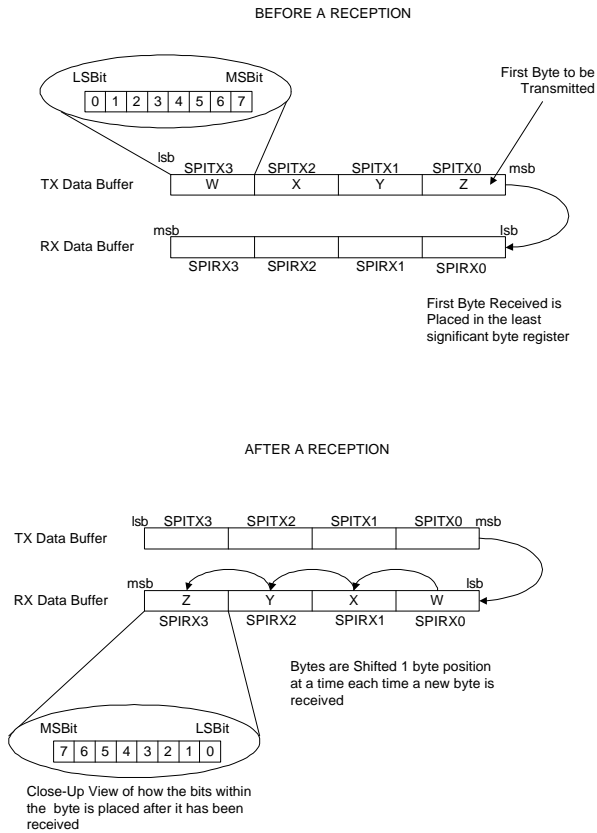 BEFORE A RECEPTION
First Byte to be
Transmitted
LSBit MSBit
0 1 2 3 4 5 6 7
lsb SPITX3 SPITX2 SPITX1 SPITX0 msb
TX Data Buffer W X Y Z
msb lsb
RX Data Buffer
SPIRX3 SPIRX2 SPIRX1 SPIRX0
First Byte Received is
Placed in the least
significant byte register
AFTER A RECEPTION
lsb SPITX3 SPITX2 SPITX1 SPITX0 msb
TX Data Buffer
msb lsb
RX Data Buffer Z Y X W
SPIRX3 SPIRX2 SPIRX1 SPIRX0
Bytes are Shifted 1 byte position
at a time each time a new byte is
received
MSBit LSBit
7 6 5 4 3 2 1 0
Close-Up View of how the bits within
the byte is placed after it has been
received